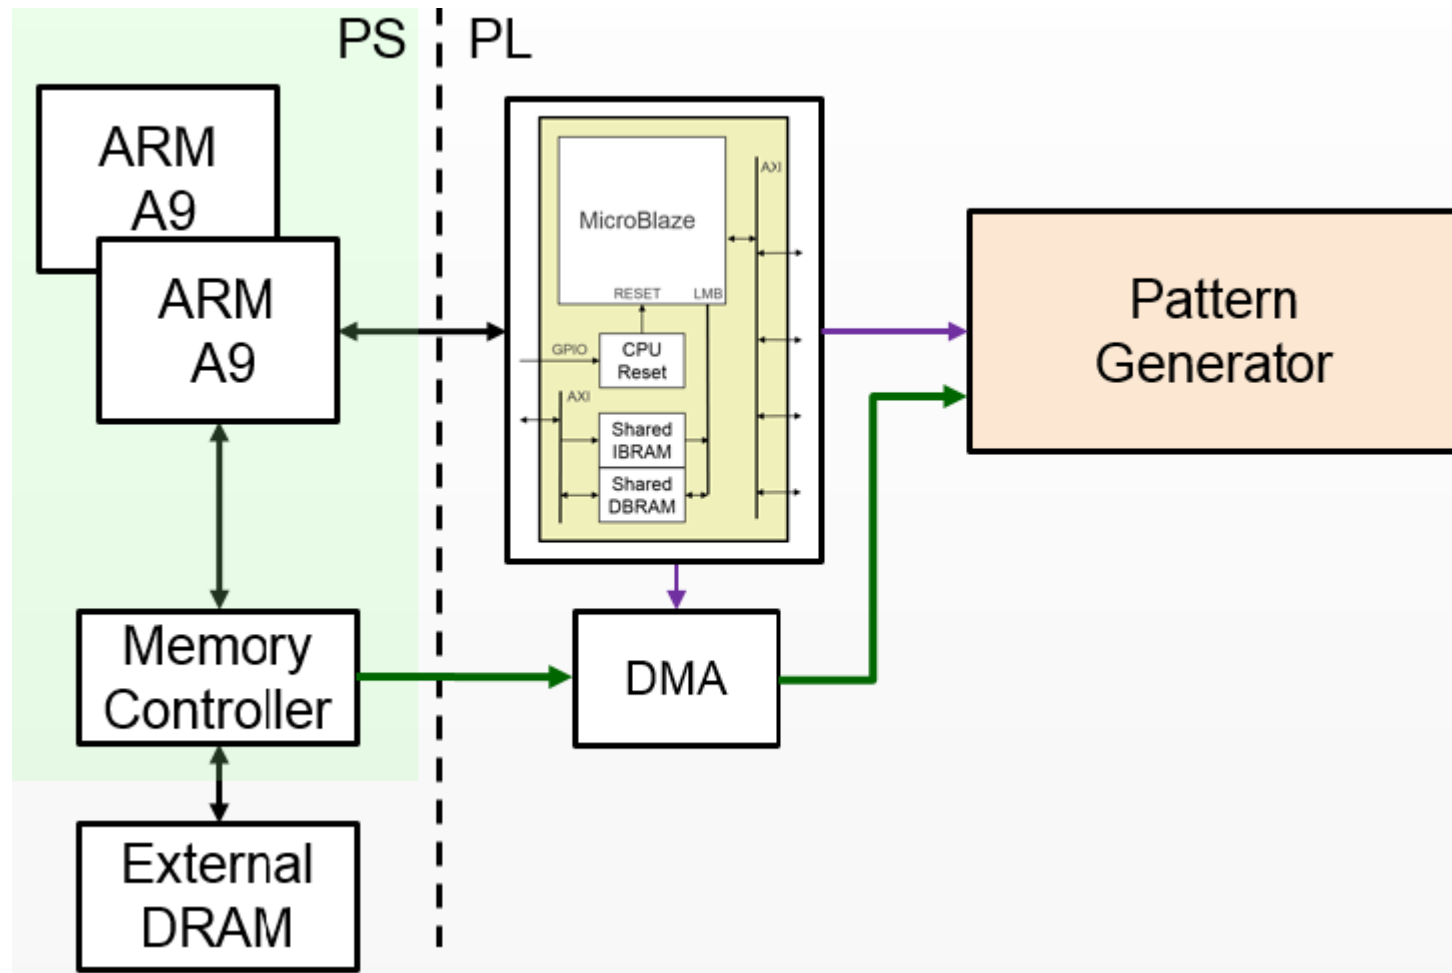 PS
PL
ARM
A9
ARM
A9
MicroBlaze
AXI
RESET
LMB
GPIO
CPU
Reset
AXI
Shared
IBRAM
Shared
DBRAM
Pattern
Generator
Memory
Controller
DMA
External
DRAM